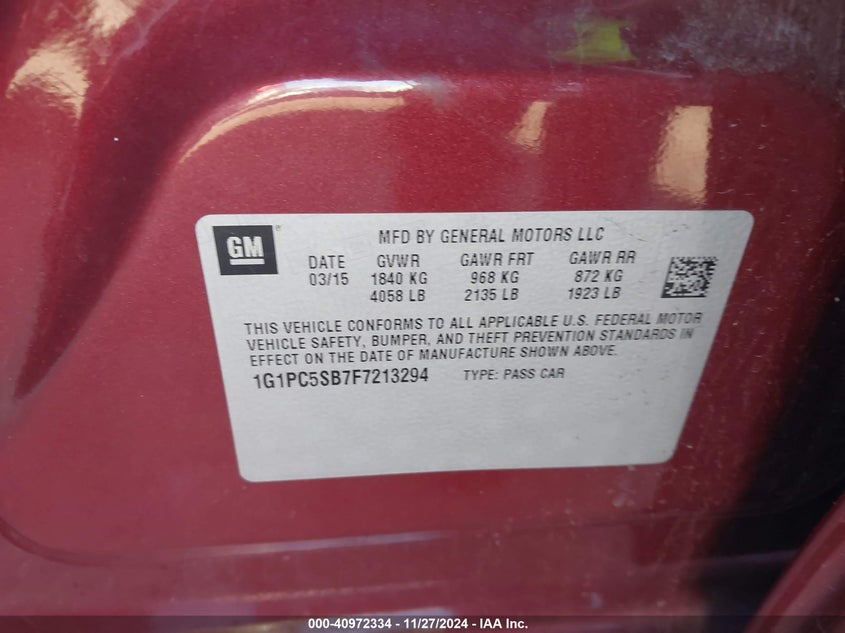 GM®
MFD BY GENERAL MOTORS LLC
DATE GVWR GAWR FRT GAWR RR
03/15 1840 KG 968 KG 872 KG
4058 LB 2135 LB 1923 LB
THIS VEHICLE CONFORMS TO ALL APPLICABLE U.S. FEDERAL MOTOR
VEHICLE SAFETY, BUMPER, AND THEFT PREVENTION STANDARDS IN
EFFECT ON THE DATE OF MANUFACTURE SHOWN ABOVE.
1G1PC5SB7F7213294 TYPE: PASS CAR
000-40972334 - 11/27/2024 - IAA Inc.